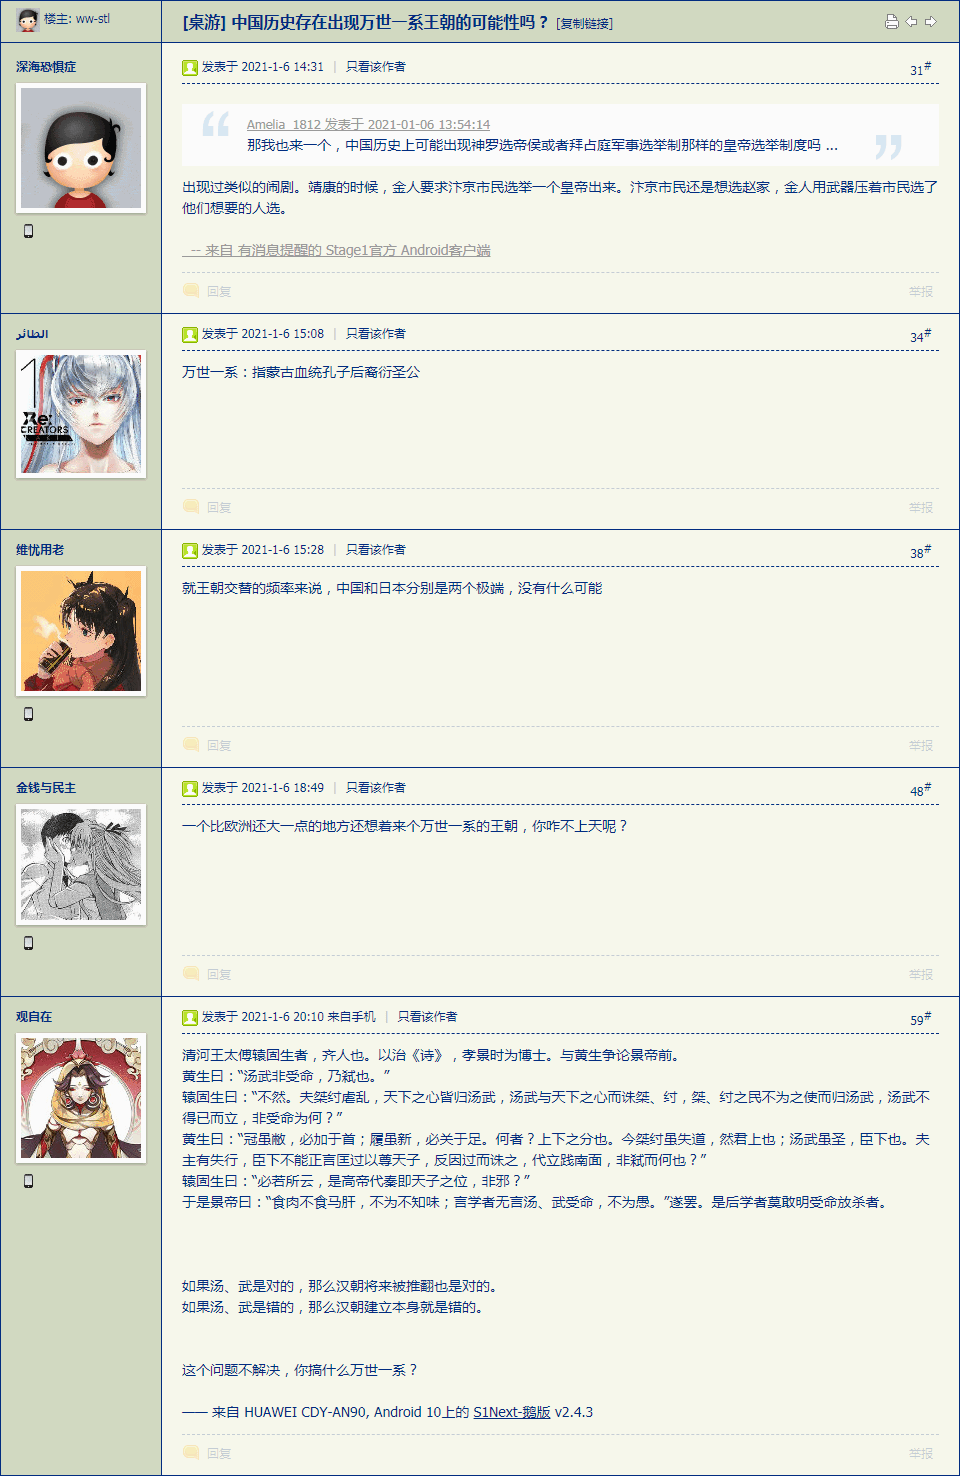 楼主: ww-stl
[桌游] 中国历史存在出现万世一系王朝的可能性吗？ [复制链接]
深海恐惧症
发表于 2021-1-6 14:31 | 只看该作者
31#
Amelia_1812 发表于 2021-01-06 13:54:14
那我也来一个，中国历史上可能出现神罗选帝侯或者拜占庭军事选举制那样的皇帝选举制度吗 ...
出现过类似的闹剧。靖康的时候，金人要求汴京市民选举一个皇帝出来。汴京市民还是想选赵家，金人用武器压着市民选了
他们想要的人选。
-- 来自 有消息提醒的 Stage1官方 Android客户端
回复
举报
الطائر
发表于 2021-1-6 15:08 | 只看该作者
34#
1
Re:
CREATORS
万世一系：指蒙古血统孔子后裔衍圣公
回复
举报
维忧用老
发表于 2021-1-6 15:28 | 只看该作者
38#
就王朝交替的频率来说，中国和日本分别是两个极端，没有什么可能
回复
举报
金钱与民主
发表于 2021-1-6 18:49 | 只看该作者
48#
一个比欧洲还大一点的地方还想着来个万世一系的王朝，你咋不上天呢？
回复
举报
观自在
发表于 2021-1-6 20:10 来自手机 | 只看该作者
59#
清河王太傅辕固生者，齐人也。以治《诗》，孝景时为博士。与黄生争论景帝前。
黄生曰：“汤武非受命，乃弑也。”
辕固生曰：“不然。夫桀纣虐乱，天下之心皆归汤武，汤武与天下之心而诛桀、纣，桀、纣之民不为之使而归汤武，汤武不
得已而立，非受命为何？”
黄生曰：“冠虽敝，必加于首；履虽新，必关于足。何者？上下之分也。今桀纣虽失道，然君上也；汤武虽圣，臣下也。夫
主有失行，臣下不能正言匡过以尊天子，反因过而诛之，代立践南面，非弑而何也？”
辕固生曰：“必若所云，是高帝代秦即天子之位，非邪？”
于是景帝曰：“食肉不食马肝，不为不知味；言学者无言汤、武受命，不为愚。”遂罢。是后学者莫敢明受命放杀者。
如果汤、武是对的，那么汉朝将来被推翻也是对的。
如果汤、武是错的，那么汉朝建立本身就是错的。
这个问题不解决，你搞什么万世一系？
—— 来自 HUAWEI CDY-AN90, Android 10上的 S1Next-鹅版 v2.4.3
回复
举报